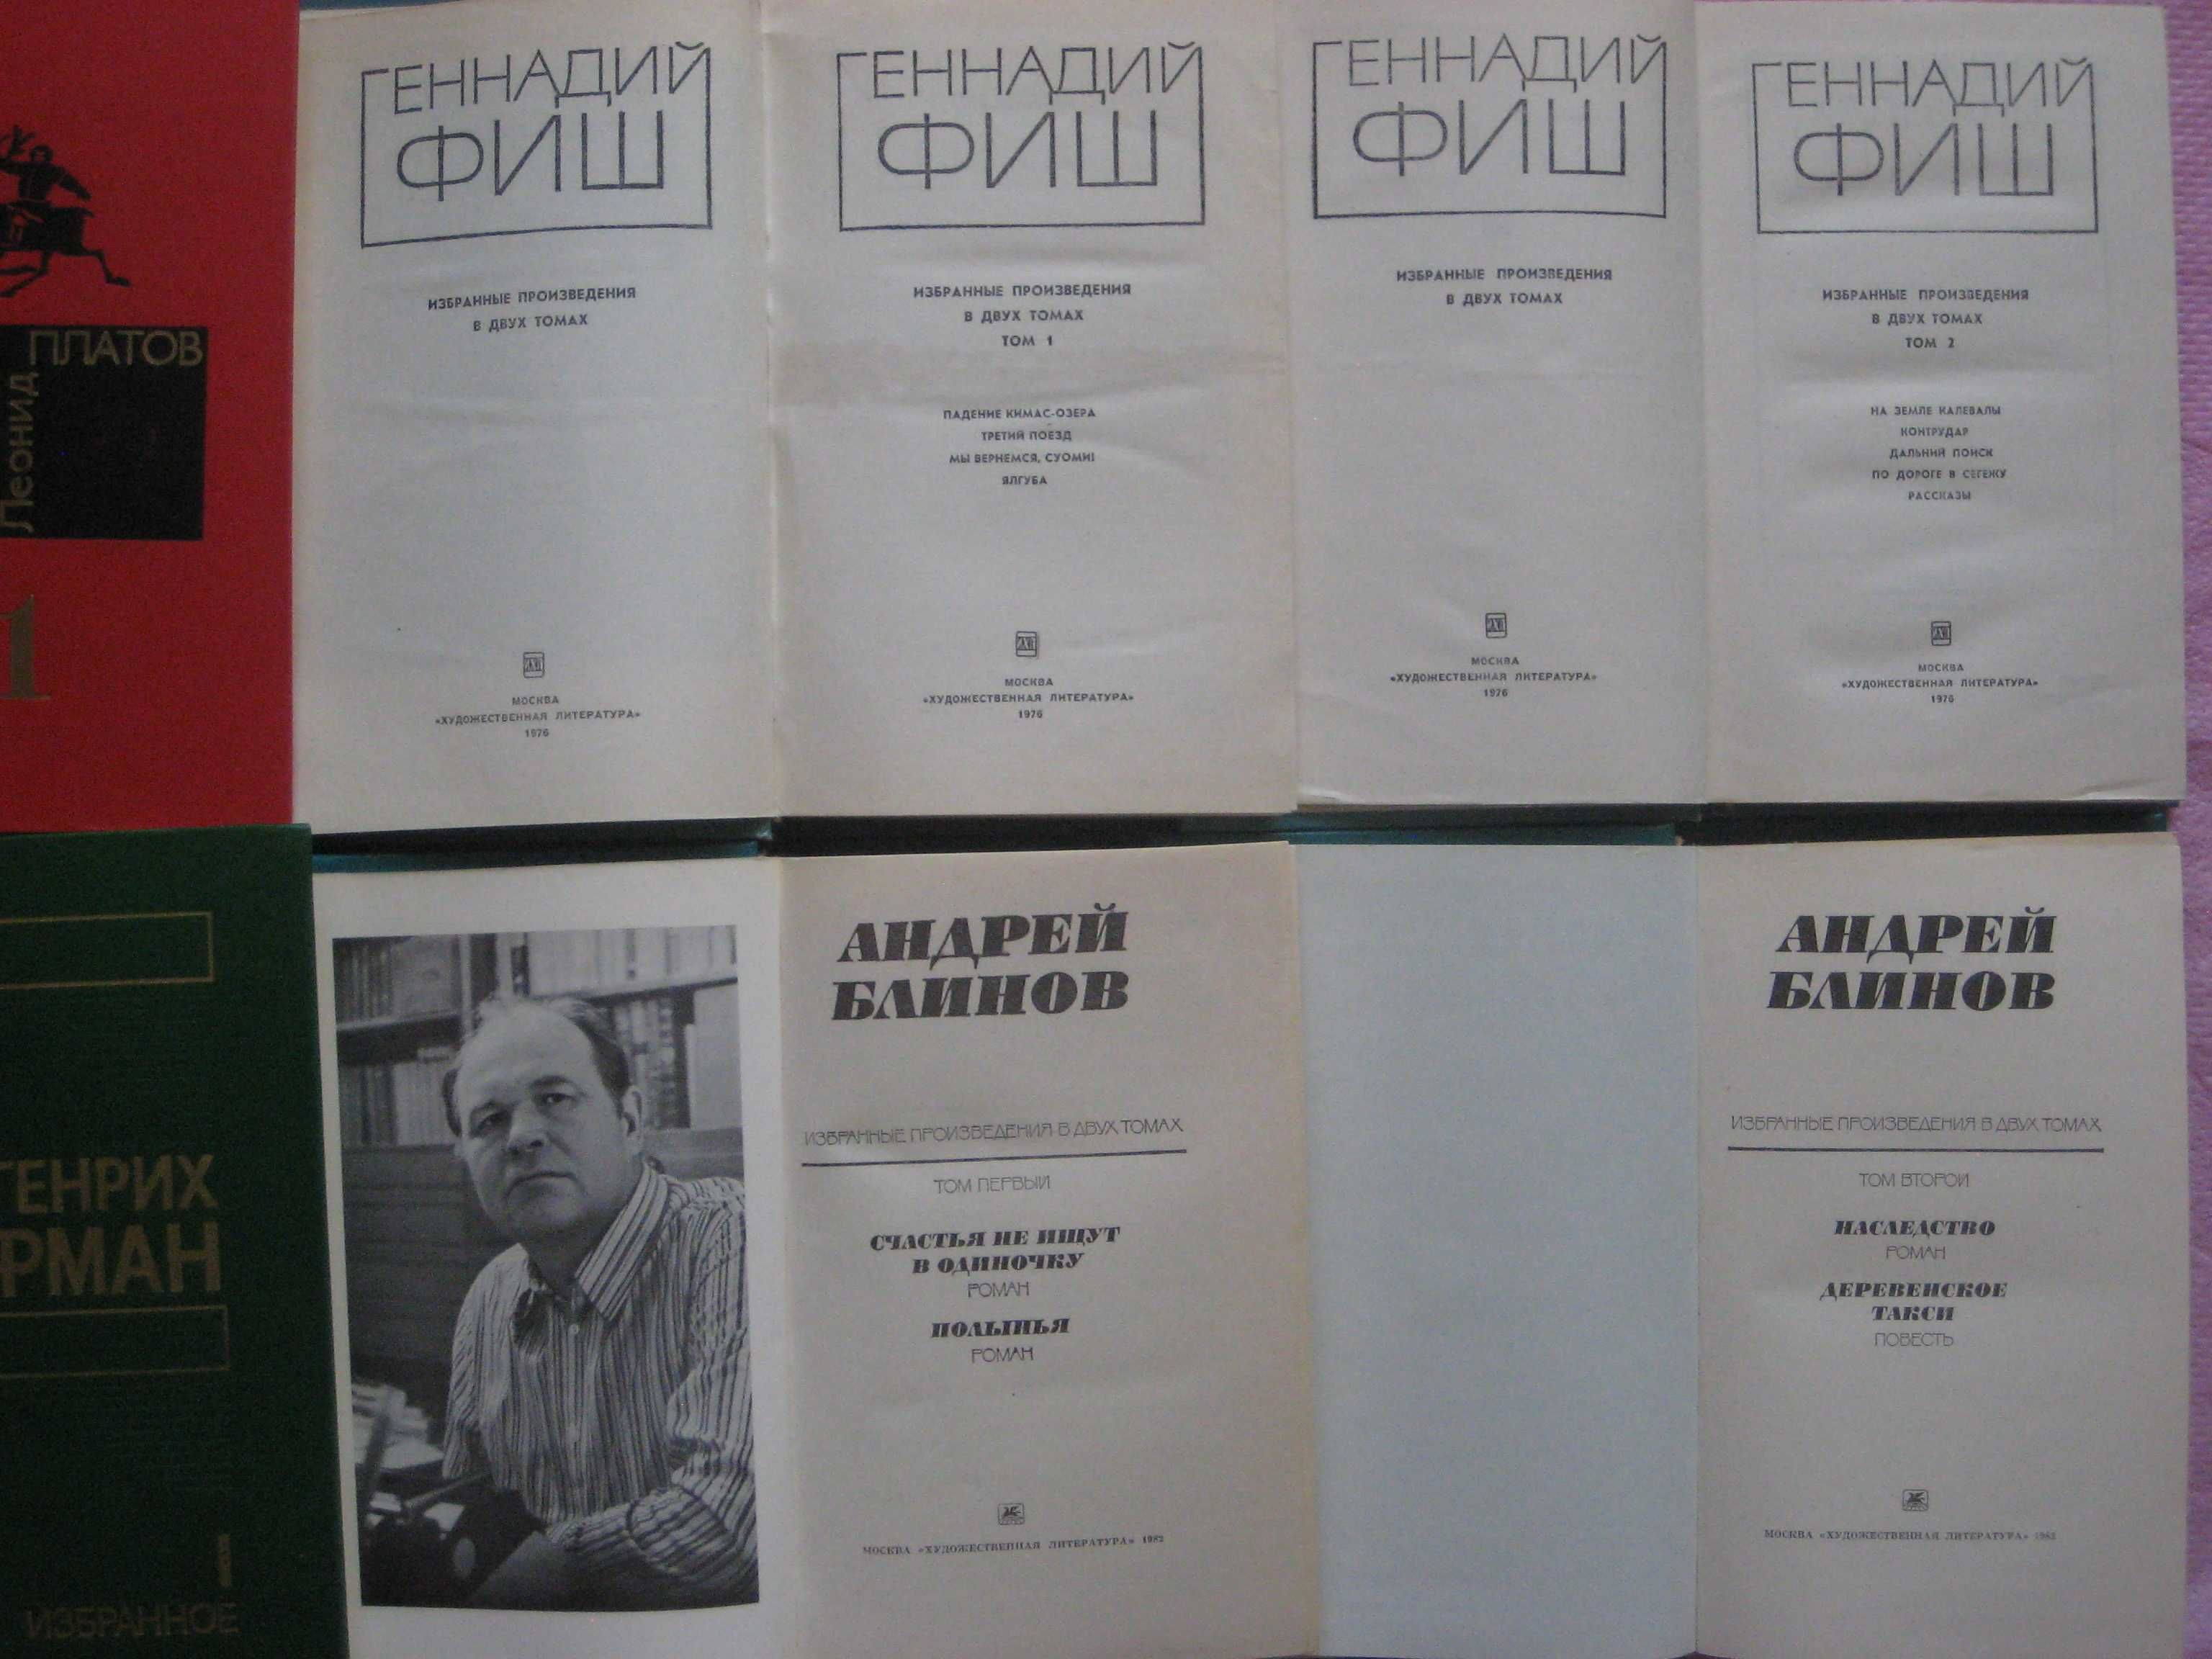 ПЛАТОВ
Леонид
1
ГЕННАДИЙ
ФИШ
ИЗБРАННЫЕ ПРОИЗВЕДЕНИЯ
В ДВУХ ТОМАХ
МОСКВА
«ХУДОЖЕСТВЕННАЯ ЛИТЕРАТУРА»
1976
ГЕННАДИЙ
ФИШ
ИЗБРАННЫЕ ПРОИЗВЕДЕНИЯ
В ДВУХ ТОМАХ
ТОМ 1
ПАДЕНИЕ КИМАС-ОЗЕРА
ТРЕТИЙ ПОЕЗД
МЫ ВЕРНЕМСЯ, СУОМИ!
ЯЛГУБА
МОСКВА
«ХУДОЖЕСТВЕННАЯ ЛИТЕРАТУРА»
1976
ГЕННАДИЙ
ФИШ
ИЗБРАННЫЕ ПРОИЗВЕДЕНИЯ
В ДВУХ ТОМАХ
МОСКВА
«ХУДОЖЕСТВЕННАЯ ЛИТЕРАТУРА»
1976
ГЕННАДИЙ
ФИШ
ИЗБРАННЫЕ ПРОИЗВЕДЕНИЯ
В ДВУХ ТОМАХ
ТОМ 2
НА ЗЕМЛЕ КАЛЕВАЛЫ
КОНТРУДАР
ДАЛЬНИЙ ПОИСК
ПО ДОРОГЕ В СЕГЕЖУ
РАССКАЗЫ
МОСКВА
«ХУДОЖЕСТВЕННАЯ ЛИТЕРАТУРА»
1976
ГЕНРИХ
РМАН
1
ИЗБРАННОЕ
АНДРЕЙ
БЛИНОВ
ИЗБРАННЫЕ ПРОИЗВЕДЕНИЯ В ДВУХ ТОМАХ
ТОМ ПЕРВЫЙ
СЧАСТЬЯ НЕ ИЩУТ
В ОДИНОЧКУ
РОМАН
ПОЛЫНЬЯ
РОМАН
МОСКВА «ХУДОЖЕСТВЕННАЯ ЛИТЕРАТУРА» 1983
АНДРЕЙ
БЛИНОВ
ИЗБРАННЫЕ ПРОИЗВЕДЕНИЯ В ДВУХ ТОМАХ
ТОМ ВТОРОЙ
НАСЛЕДСТВО
РОМАН
ДЕРЕВЕНСКОЕ
ТАКСИ
ПОВЕСТЬ
МОСКВА «ХУДОЖЕСТВЕННАЯ ЛИТЕРАТУРА» 1983